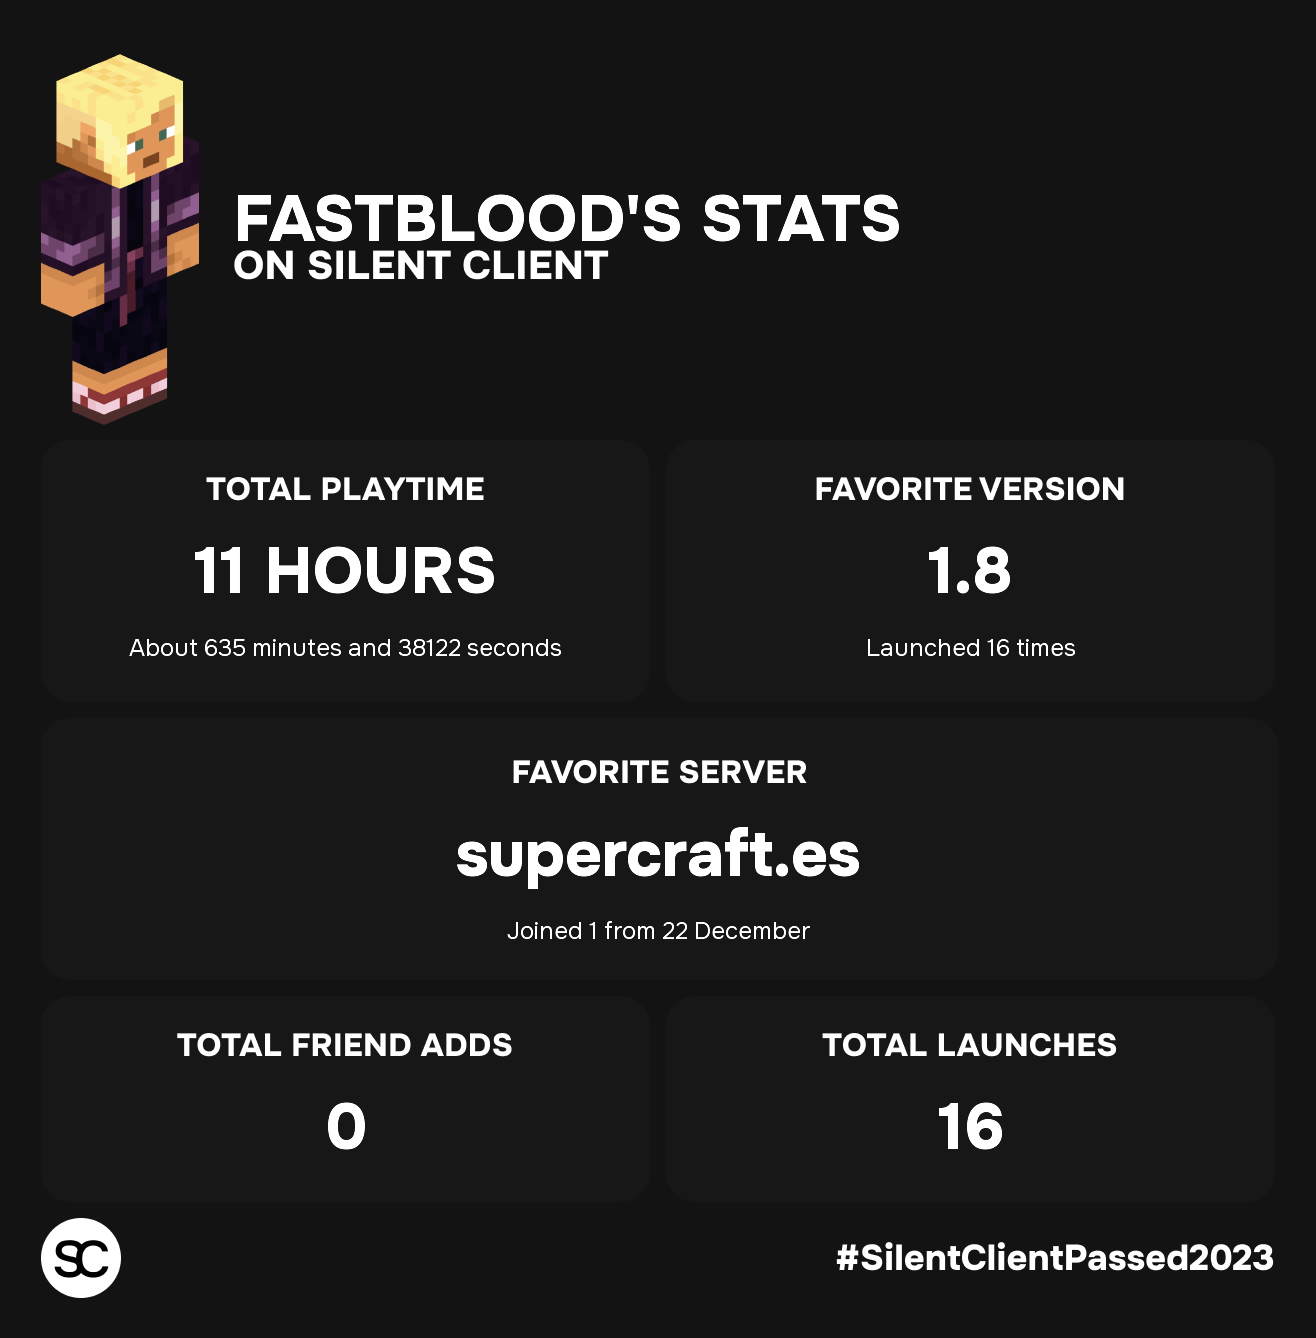 FASTBLOOD'S STATS
ON SILENT CLIENT
TOTAL PLAYTIME
11 HOURS
About 635 minutes and 38122 seconds
FAVORITE VERSION
1.8
Launched 16 times
FAVORITE SERVER
supercraft.es
Joined 1 from 22 December
TOTAL FRIEND ADDS
0
TOTAL LAUNCHES
16
SC
#SilentClientPassed2023